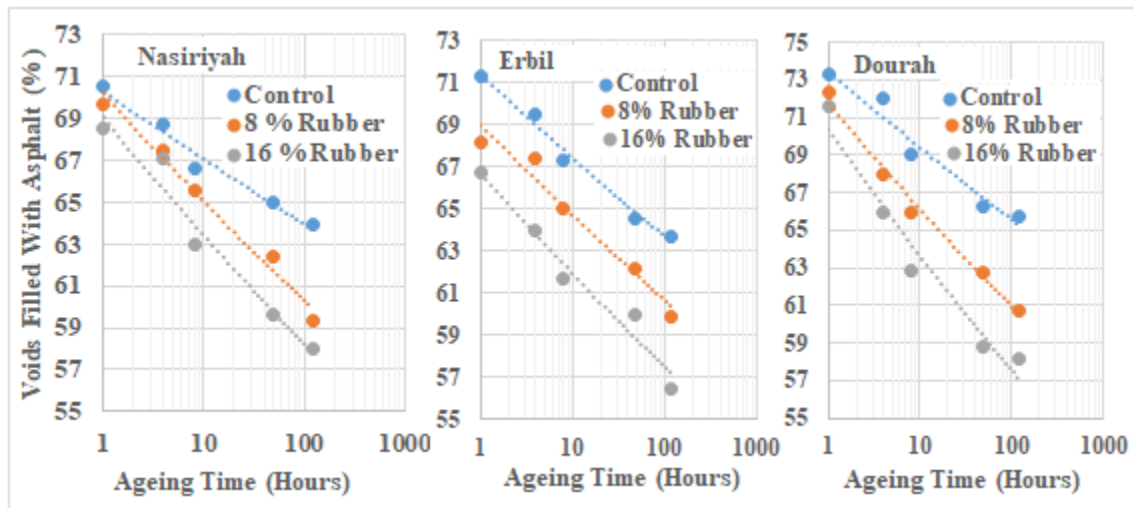 Voids Filled With Asphalt (%)
73
71
69
67
65
63
61
59
57
55
Nasiriyah
Control
8 % Rubber
16 % Rubber
1
10
100
1000
Ageing Time (Hours)
73
71
69
67
65
63
61
59
57
55
Erbil
Control
8% Rubber
16% Rubber
1
10
100
1000
Ageing Time (Hours)
75
73
71
69
67
65
63
61
59
57
55
Dourah
Control
8% Rubber
16% Rubber
1
10
100
1000
Ageing Time (Hours)